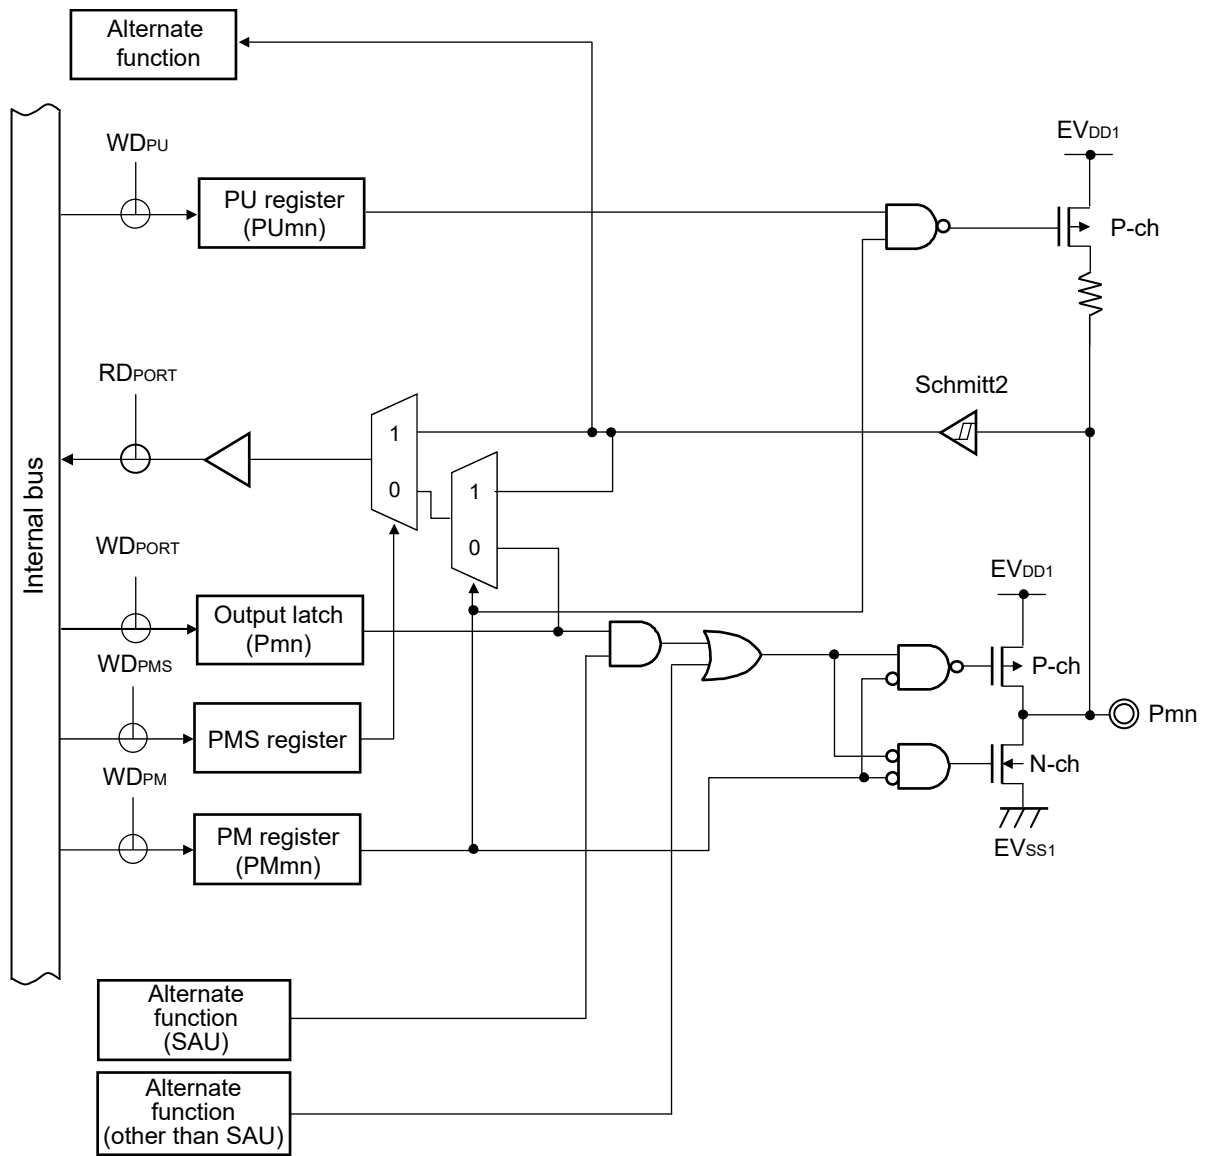 Alternate
function
WDPU
PU register
(PUmn)
EVDD1
P-ch
RDPORT
Schmitt2
1
0
1
0
Internal bus
WDPORT
Output latch
(Pmn)
EVDD1
P-ch
WDPMS
PMS register
Pmn
N-ch
WDPM
PM register
(PMmn)
EVSS1
Alternate
function
(SAU)
Alternate
function
(other than SAU)